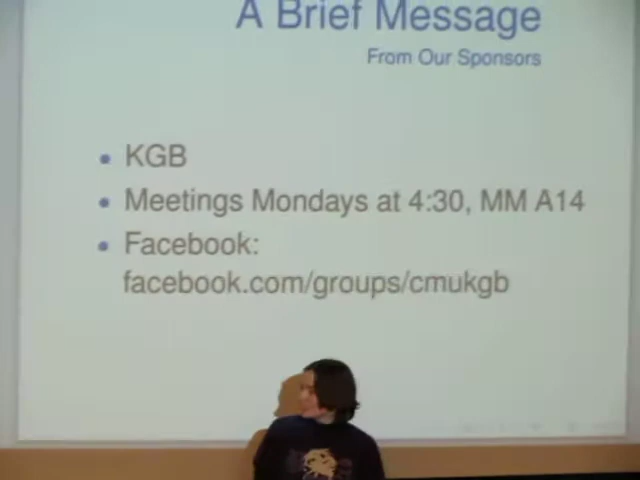 A Brief Message
From Our Sponsors
KGB
Meetings Mondays at 4:30, MM A14
Facebook:
facebook.com/groups/cmukgb